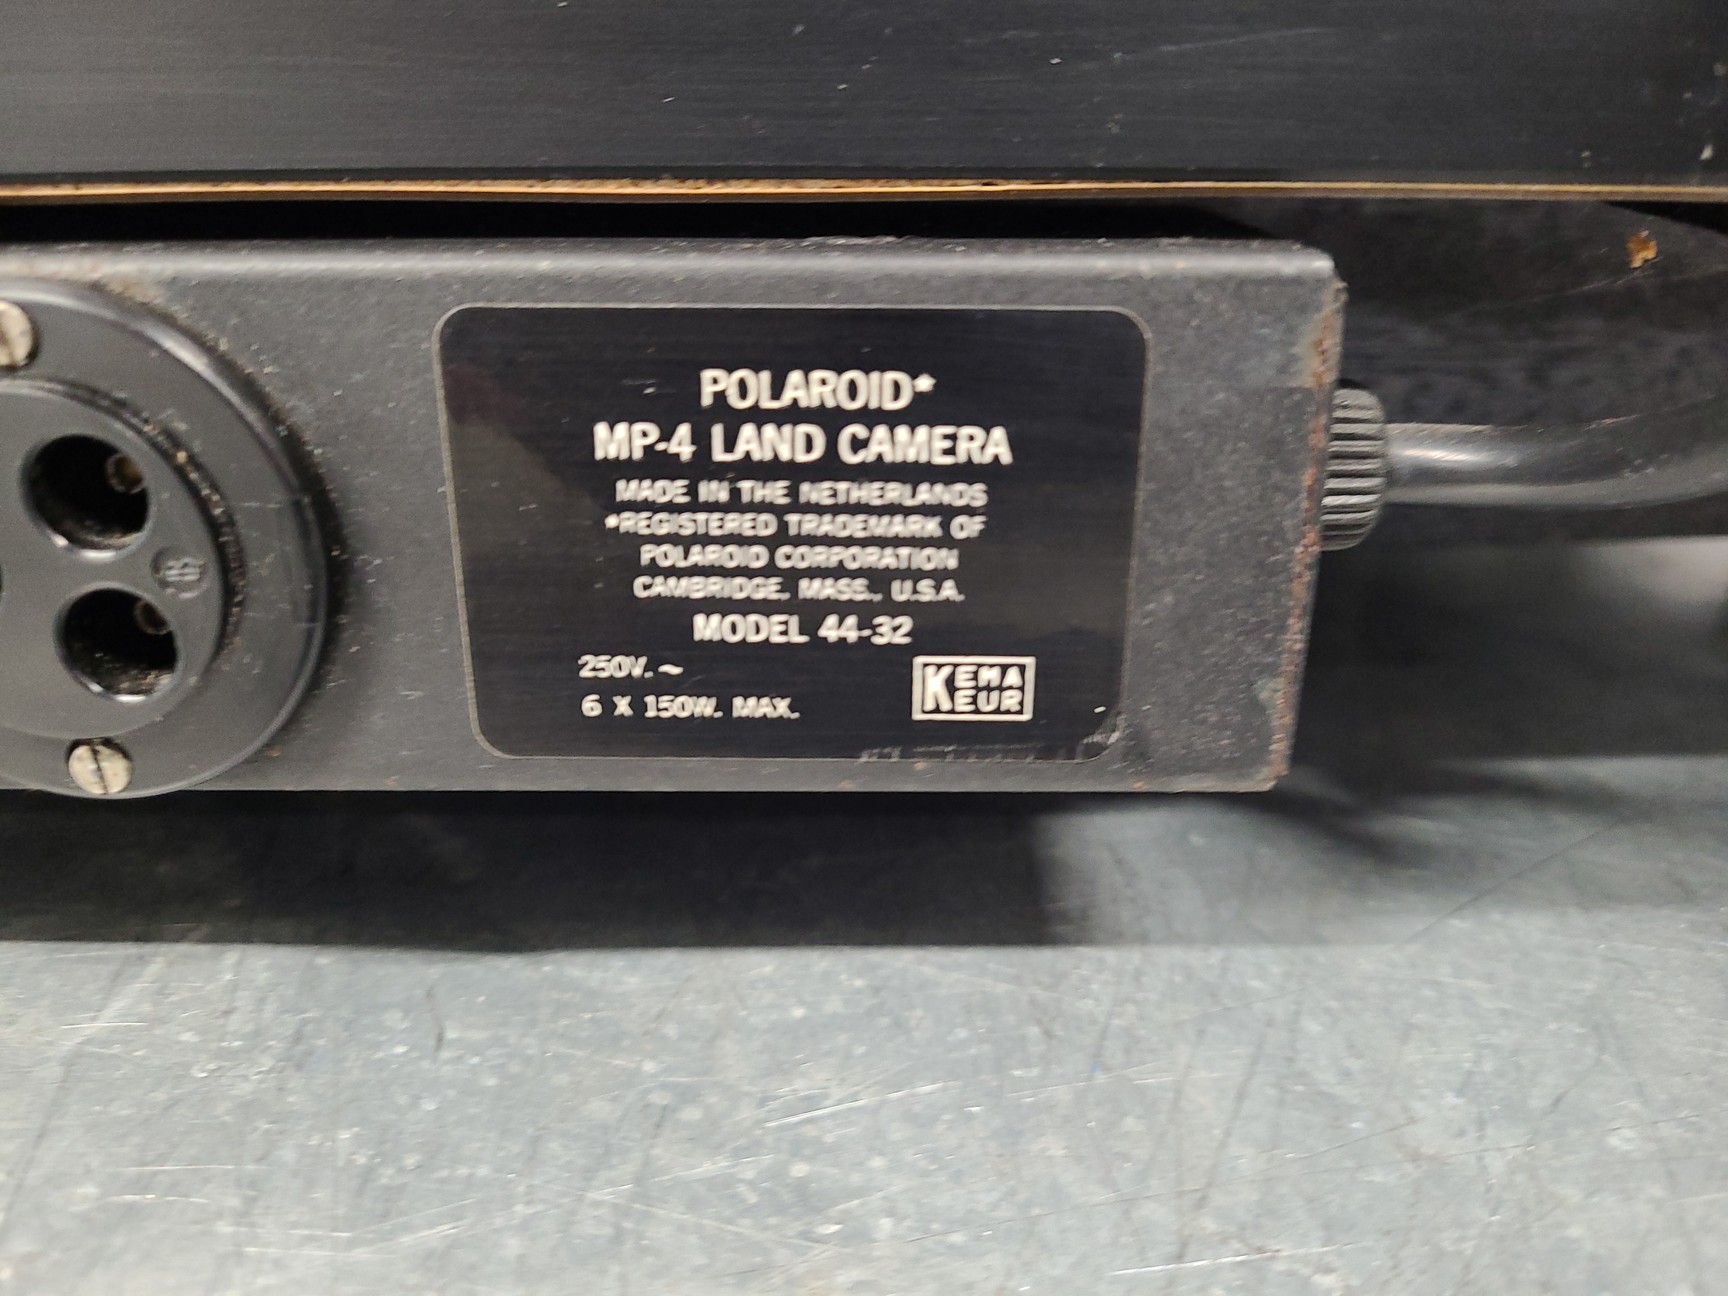 POLAROID*
MP-4 LAND CAMERA
MADE IN THE NETHERLANDS
*REGISTERED TRADEMARK OF
POLAROID CORPORATION
CAMBRIDGE, MASS., U.S.A.
MODEL 44-32
250V. ~
6 X 150W. MAX.
KEMA
KEUR